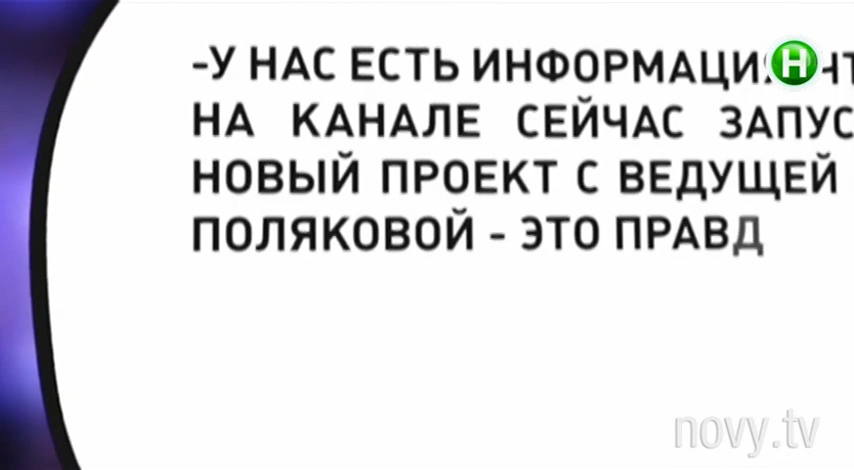 -У НАС ЕСТЬ ИНФОРМАЦИ
Н
НА КАНАЛЕ СЕЙЧАС ЗАПУС
НОВЫЙ ПРОЕКТ С ВЕДУЩЕЙ
ПОЛЯКОВОЙ - ЭТО ПРАВД
novy.tv